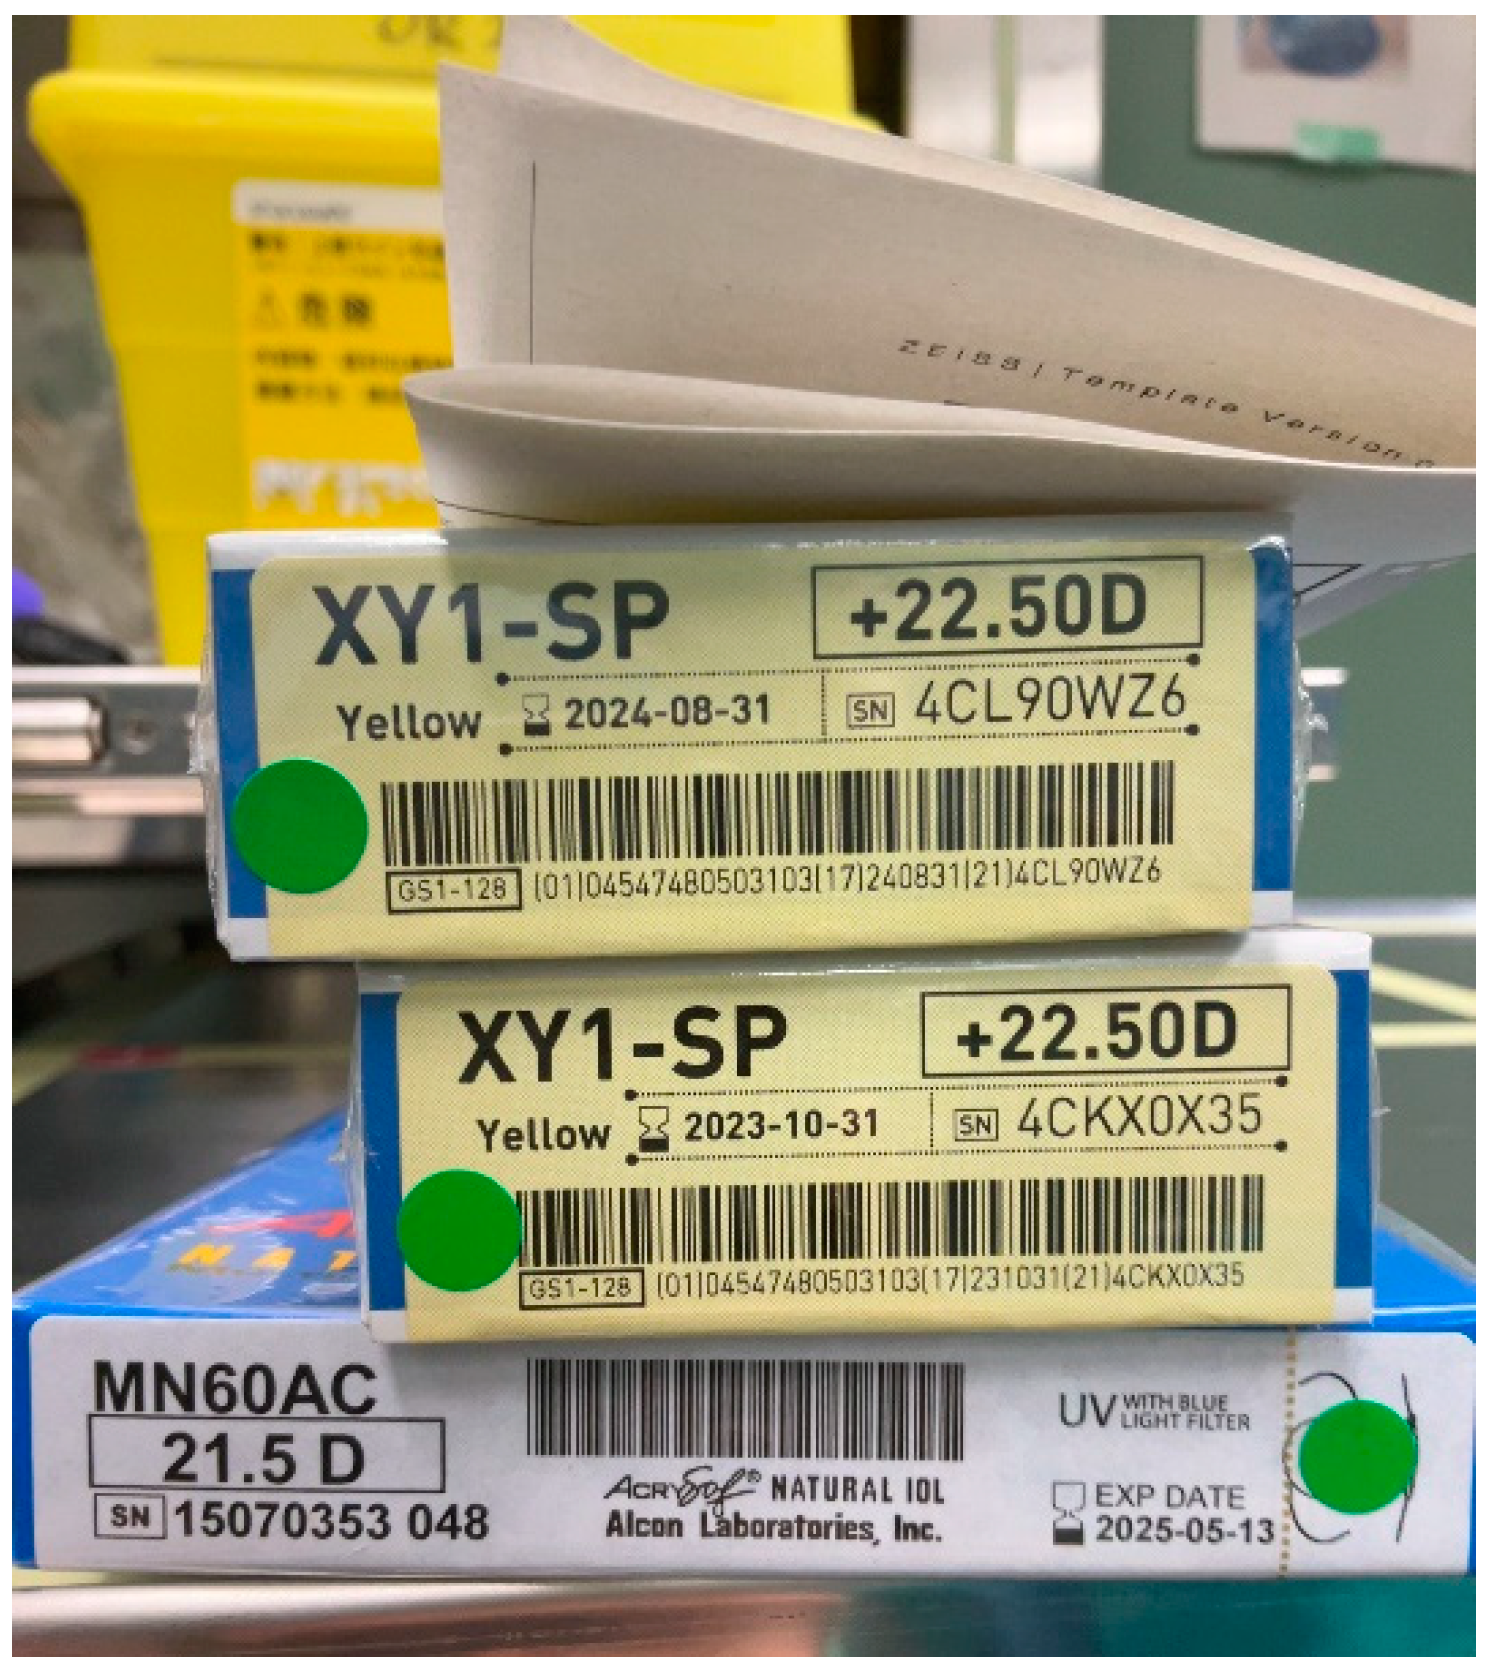 危険
ZEISS | Template Version
XY1-SP
+22.50D
Yellow
2024-08-31
SN 4CL90WZ6
GS1-128
(01)04547480503103(17)240831(21)4CL90WZ6
XY1-SP
+22.50D
Yellow
2023-10-31
SN 4CKX0X35
GS1-128
(01)04547480503103(17)231031(21)4CKX0X35
NAT
MN60AC
21.5 D
SN 15070353 048
ACRYSof® NATURAL IOL
Alcon Laboratories, Inc.
UV WITH BLUE
LIGHT FILTER
EXP DATE
2025-05-13